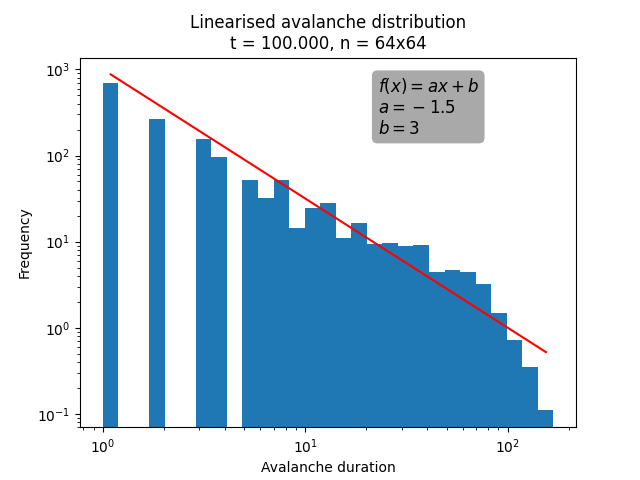 Linearised avalanche distribution
t = 100.000, n = 64x64
10³
10²
10¹
10⁰
10⁻¹
Frequency
f(x) = ax + b
a = − 1.5
b = 3
10⁰ 10¹ 10²
Avalanche duration